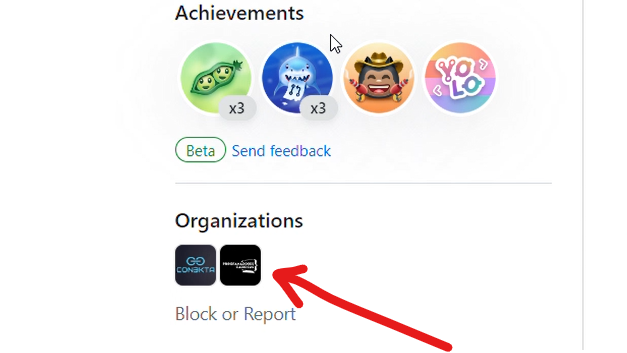 Achievements
x3
x3
YOLO
Beta Send feedback
Organizations
CONEKTA
Block or Report